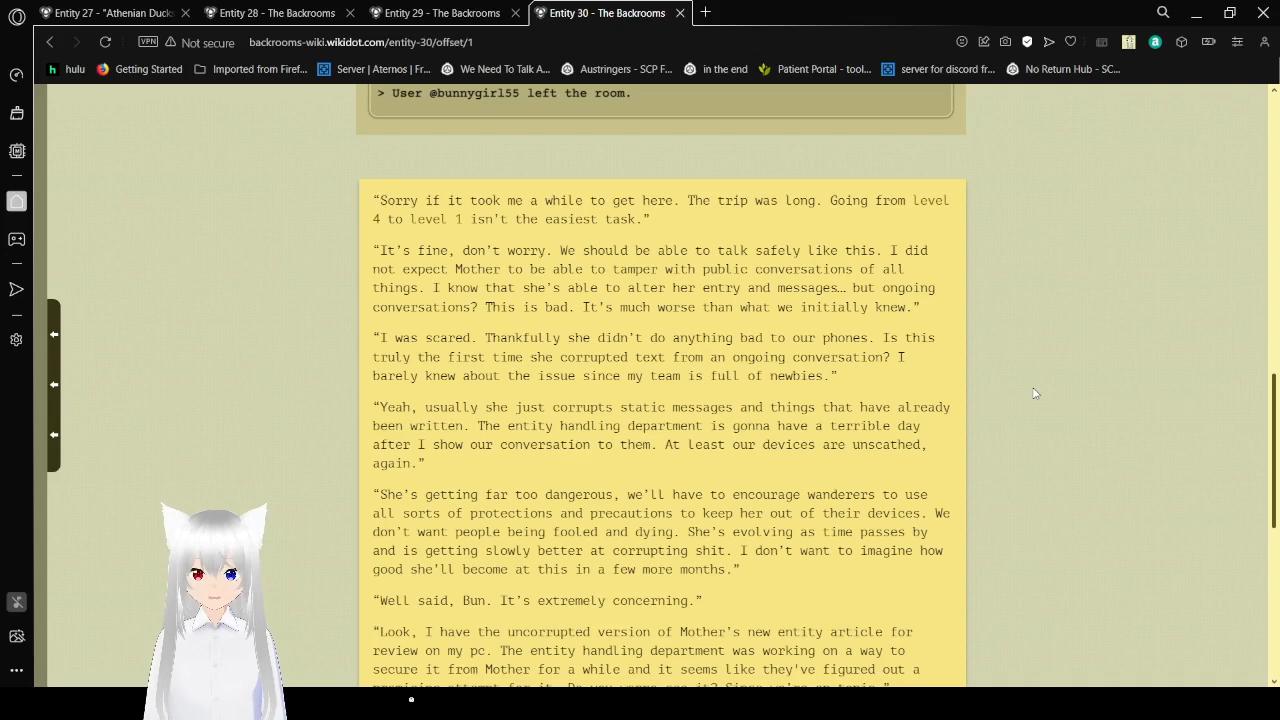 Entity 27 - "Athenian Ducks
Entity 28 - The Backrooms
Entity 29 - The Backrooms
Entity 30 - The Backrooms
VPN
Not secure
backrooms-wiki.wikidot.com/entity-30/offset/1
hulu
Getting Started
Imported from Firef...
Server | Aternos | Fr...
We Need To Talk A...
Austringers - SCP F...
in the end
Patient Portal - tool...
server for discord fr...
No Return Hub - SC...
> User @bunnygirl55 left the room.
“Sorry if it took me a while to get here. The trip was long. Going from level
4 to level 1 isn't the easiest task.”
“It’s fine, don’t worry. We should be able to talk safely like this. I did
not expect Mother to be able to tamper with public conversations of all
things. I know that she’s able to alter her entry and messages… but ongoing
conversations? This is bad. It’s much worse than what we initially knew.”
“I was scared. Thankfully she didn’t do anything bad to our phones. Is this
truly the first time she corrupted text from an ongoing conversation? I
barely knew about the issue since my team is full of newbies.”
“Yeah, usually she just corrupts static messages and things that have already
been written. The entity handling department is gonna have a terrible day
after I show our conversation to them. At least our devices are unscathed,
again.”
“She’s getting far too dangerous, we’ll have to encourage wanderers to use
all sorts of protections and precautions to keep her out of their devices. We
don’t want people being fooled and dying. She’s evolving as time passes by
and is getting slowly better at corrupting shit. I don’t want to imagine how
good she’ll become at this in a few more months.”
“Well said, Bun. It’s extremely concerning.”
“Look, I have the uncorrupted version of Mother’s new entity article for
review on my pc. The entity handling department was working on a way to
secure it from Mother for a while and it seems like they've figured out a